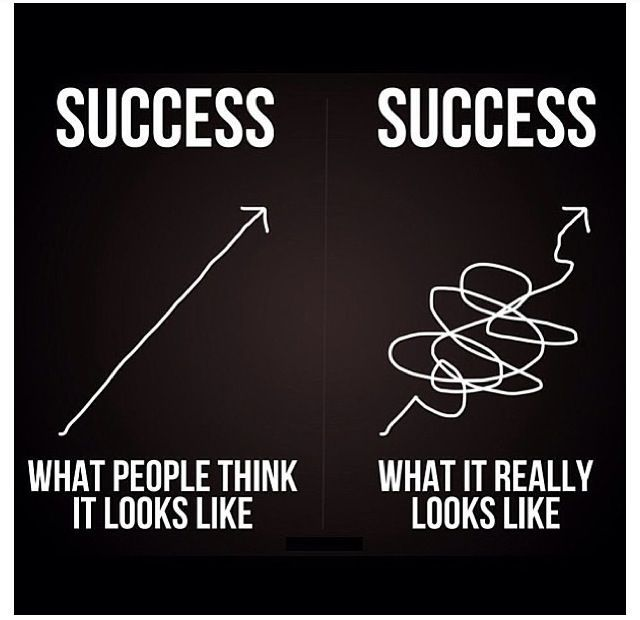 SUCCESS
WHAT PEOPLE THINK
IT LOOKS LIKE
SUCCESS
WHAT IT REALLY
LOOKS LIKE